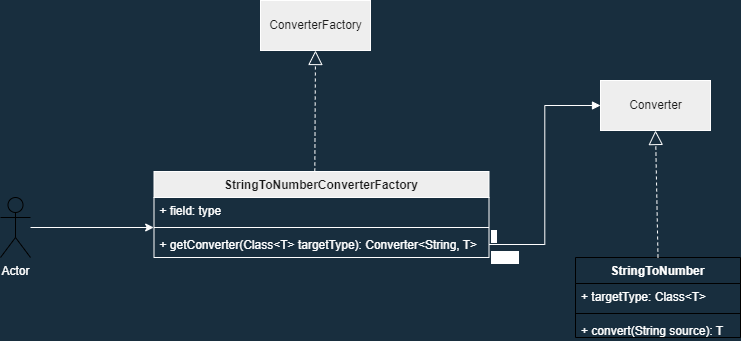 ConverterFactory
Converter
StringToNumberConverterFactory
+ field: type
+ getConverter(Class<T> targetType): Converter<String, T>
Actor
StringToNumber
+ targetType: Class<T>
+ convert(String source): T